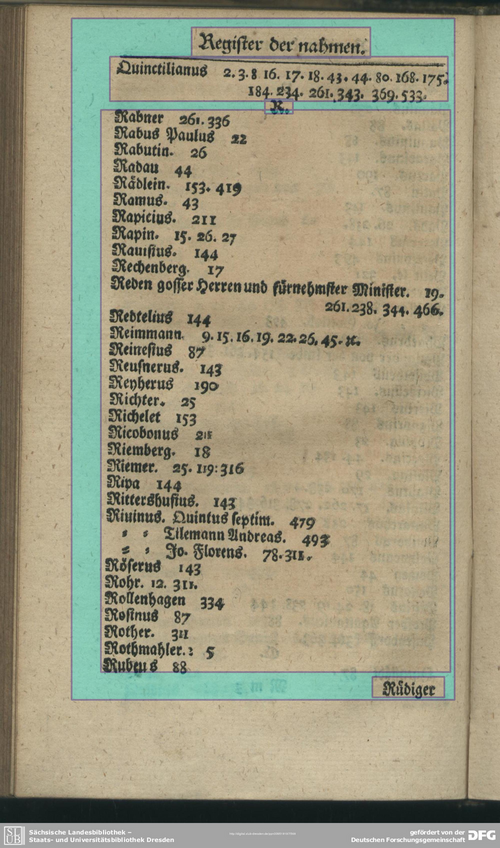 Register der nahmen.
Quinctilianus 2. 3. 8 16. 17. 18. 43. 44. 80. 168. 175.
184. 234. 261. 343. 369. 533.
R.
Rabner 261. 336
Rabus Paulus 22
Rabutin. 26
Radau 44
Rädlein. 153. 419
Ramus. 43
Rapicius. 211
Rapin. 15. 26. 27
Rauisius. 144
Rechenberg. 17
Reden gosser Herren und fürnehmster Minister. 19.
261. 238. 344. 466.
Redtelius 144
Reimmann. 9. 15. 16. 19. 22. 26. 45. ꝛc.
Reinesius 87
Reusnerus. 143
Reyherus 190
Richter. 25
Richelet 153
Ricobonus
Riemberg. 18
Riemer. 25. 119: 316
Ripa 144
Rittershusius. 143
Riuinus. Quintus septim. 479
= = Tilemann Andreas. 493
= = Jo. Florens. 78. 311.
Röserus 143
Rohr. 12. 311.
Rollenhagen 334
Rosinus 87
Rother. 311
Rothmahler. : 5
Rubeus 88
Rüdiger
SLUB
Sächsische Landesbibliothek –
Staats- und Universitätsbibliothek Dresden
gefördert von der
Deutschen Forschungsgemeinschaft
DFG